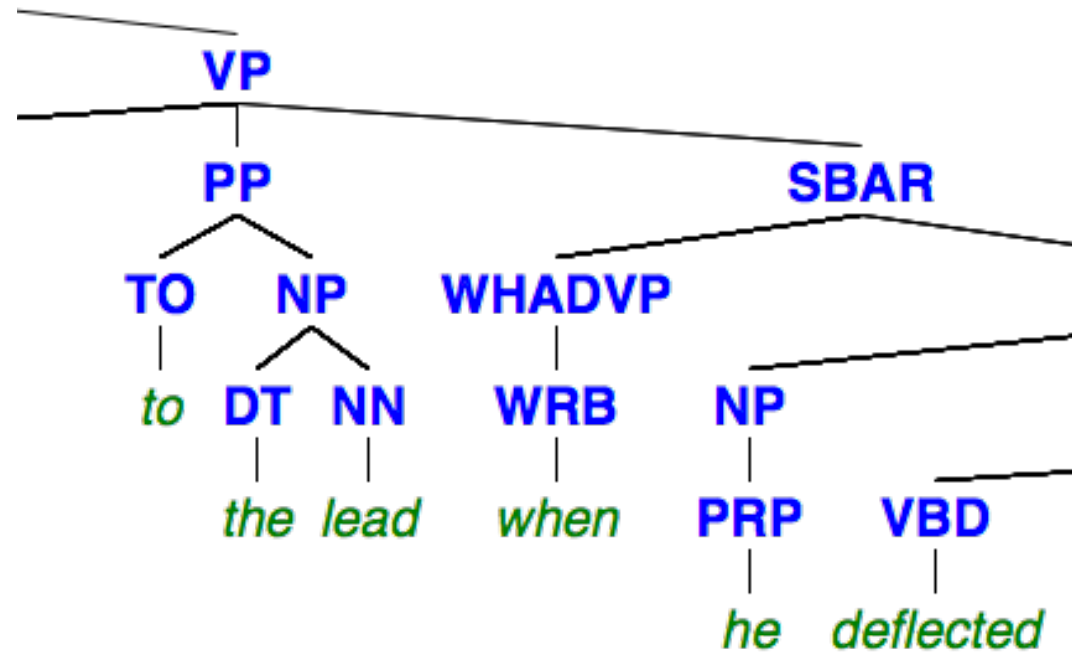 VP
PP SBAR
TO NP WHADVP
to DT NN WRB NP
the lead when PRP VBD
he deflected